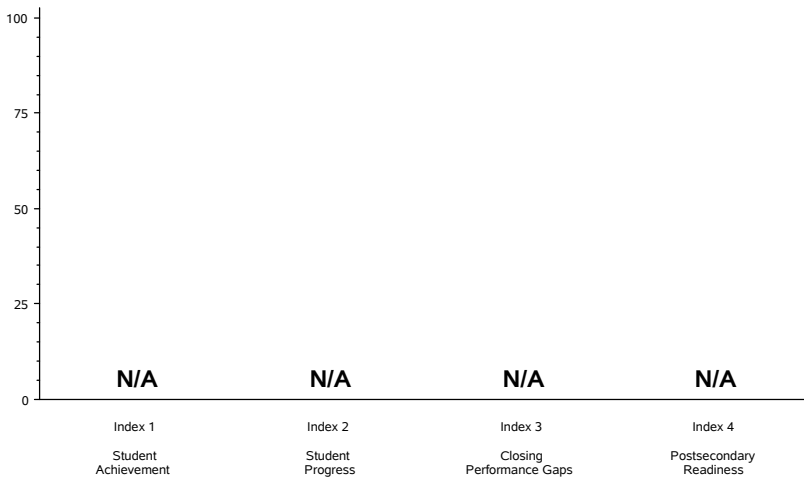 100
75
50
25
0
N/A N/A N/A N/A
Index 1 Index 2 Index 3 Index 4
Student Student Closing Postsecondary
Achievement Progress Performance Gaps Readiness